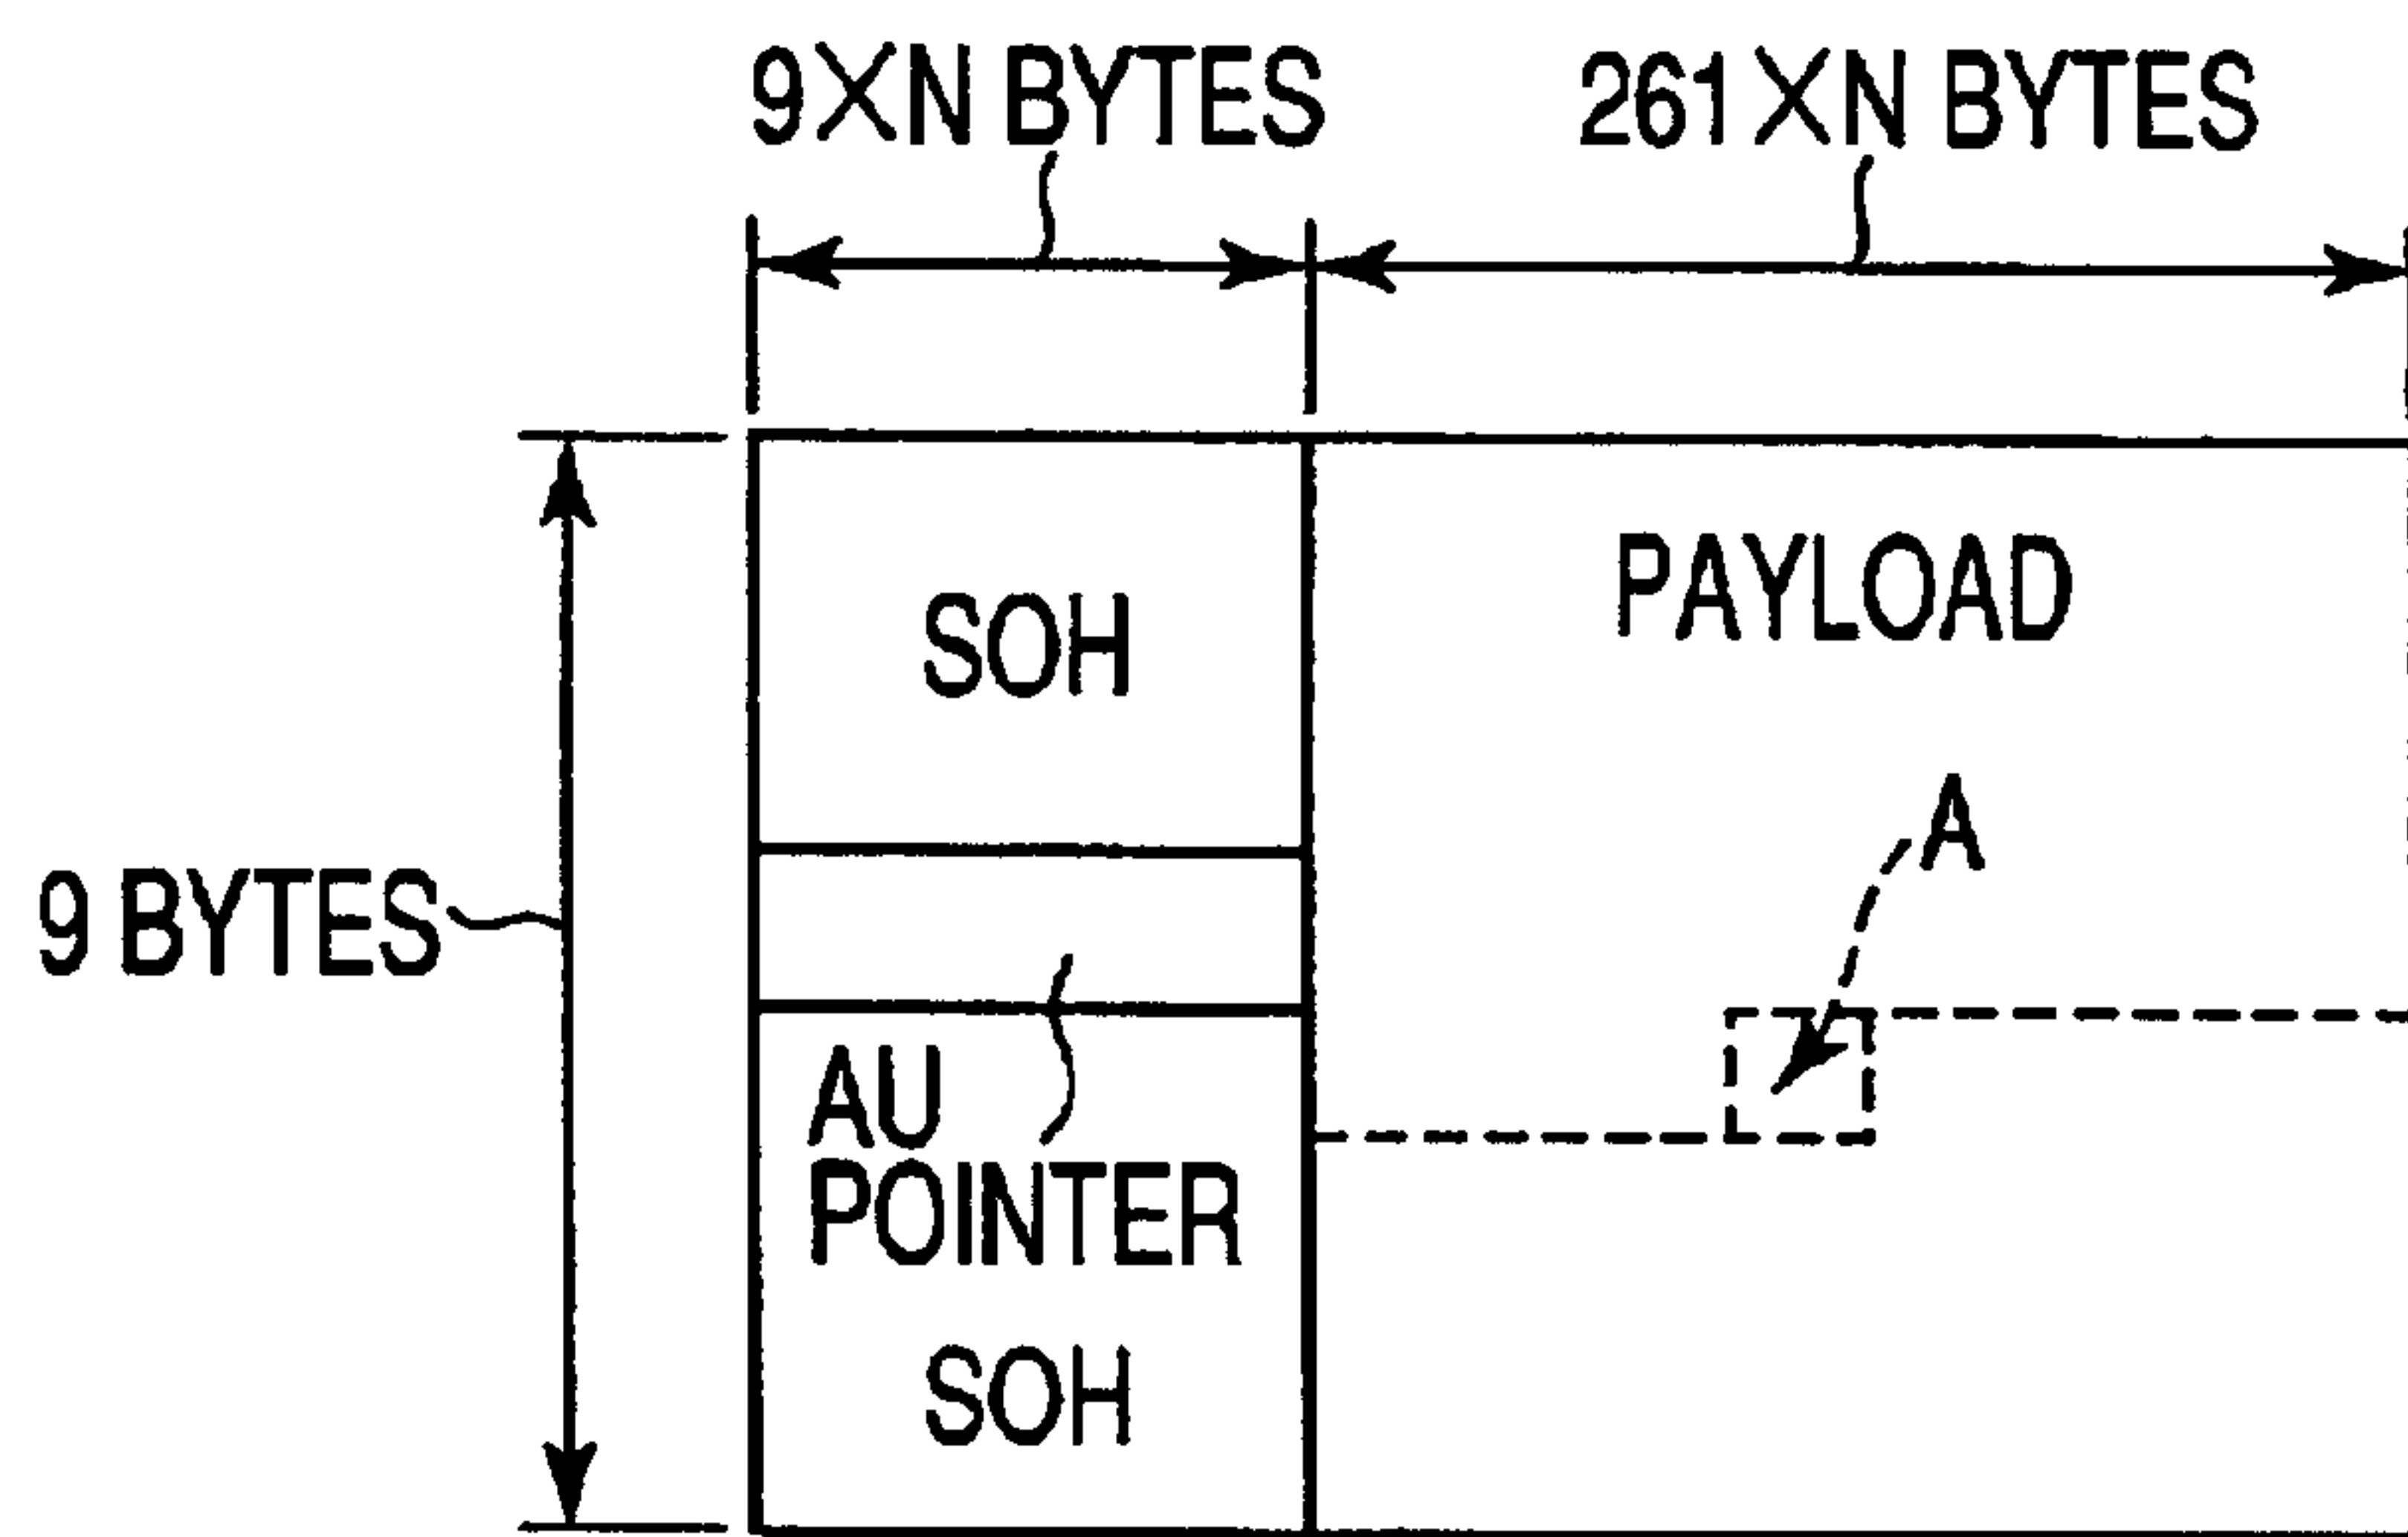 9×N BYTES
261×N BYTES
SOH
PAYLOAD
A
9 BYTES
AU
POINTER
SOH